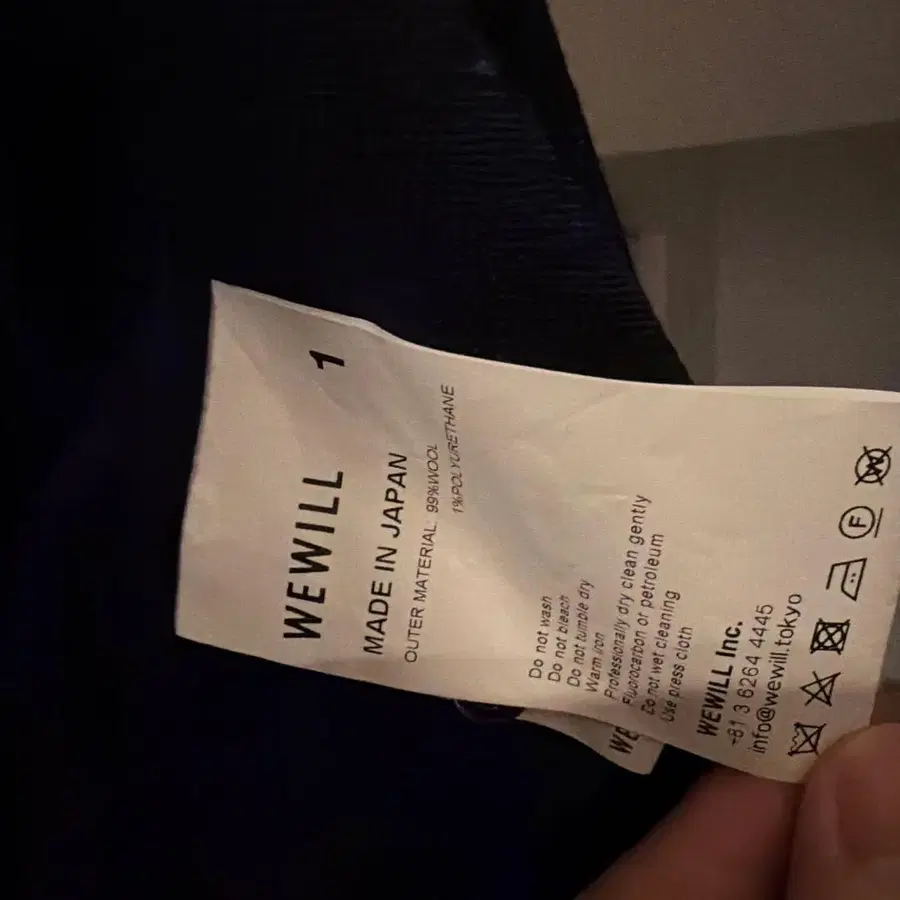 WEWILL 1
MADE IN JAPAN
OUTER MATERIAL: 99%WOOL
1%POLYURETHANE
Do not wash
Do not bleach
Do not tumble dry
Warm iron
Professionally dry clean gently
Fluorocarbon or petroleum
Do not wet cleaning
Use press cloth
WEWILL Inc.
+81 3 6264 4445
info@wewill.tokyo
F
W
WE